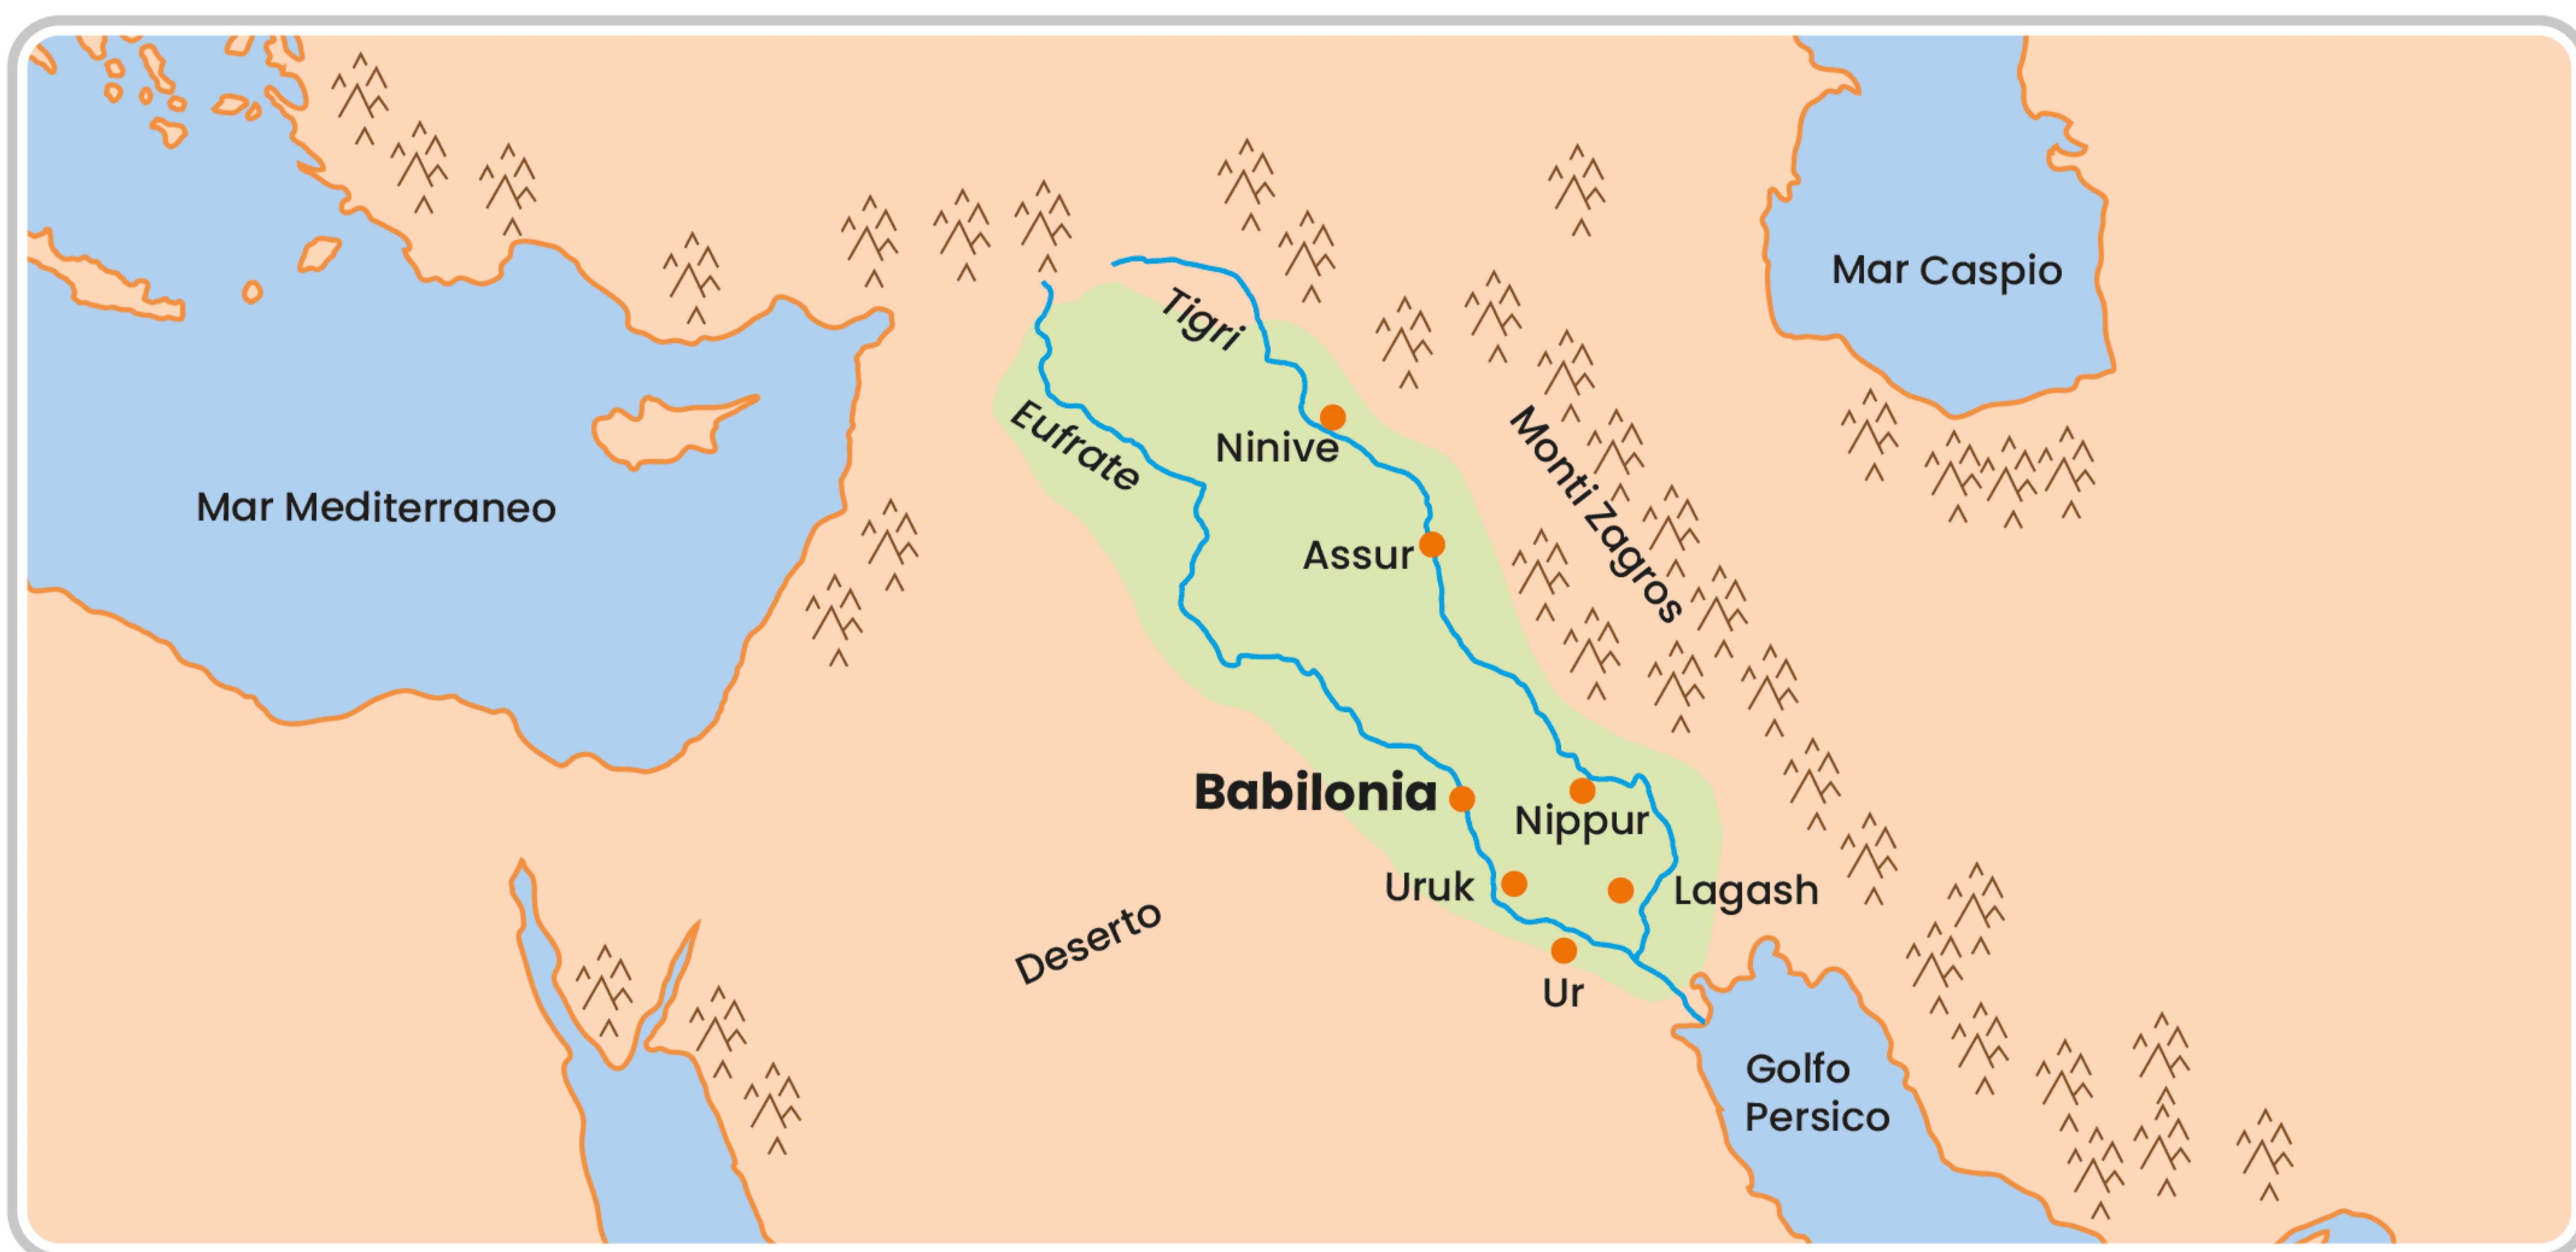 Mar Caspio
Tigri
Eufrate
Ninive
Monti Zagros
Mar Mediterraneo
Assur
Babilonia
Nippur
Uruk
Lagash
Deserto
Ur
Golfo
Persico